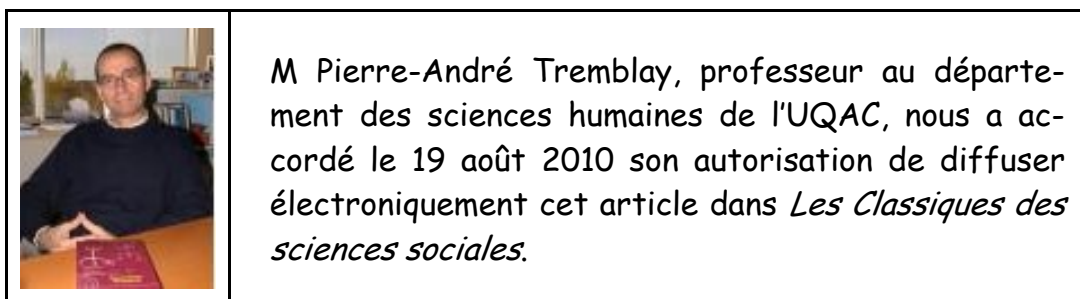 M Pierre-André Tremblay, professeur au départe-
ment des sciences humaines de l'UQAC, nous a ac-
cordé le 19 août 2010 son autorisation de diffuser
électroniquement cet article dans Les Classiques des
sciences sociales.